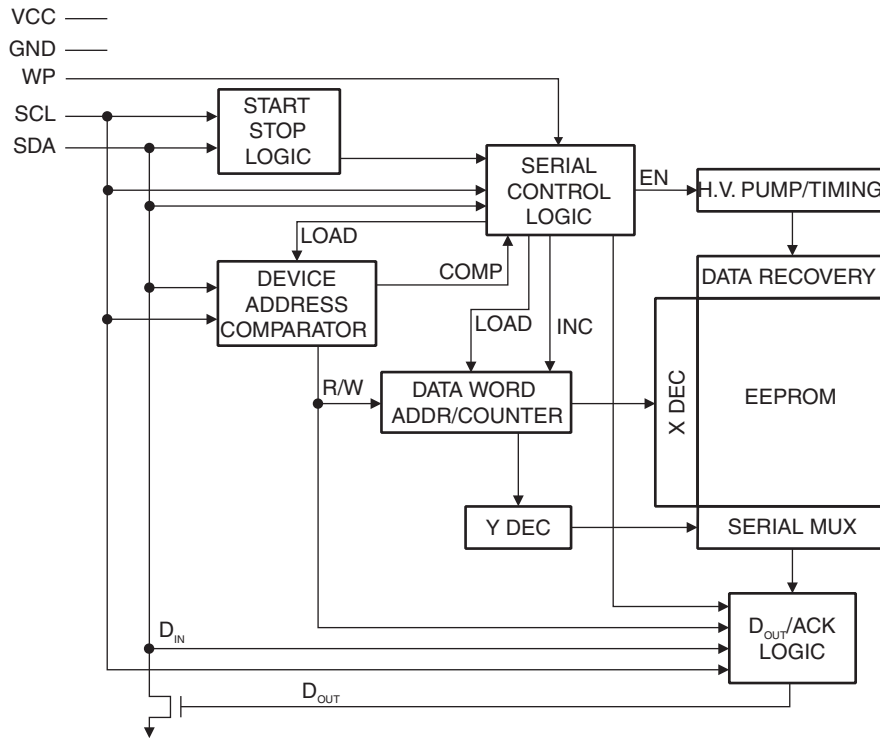 VCC
GND
WP
SCL
SDA
START
STOP
LOGIC
SERIAL
CONTROL
LOGIC
EN
H.V. PUMP/TIMING
LOAD
COMP
DATA RECOVERY
DEVICE
ADDRESS
COMPARATOR
LOAD
INC
R/W
DATA WORD
ADDR/COUNTER
X DEC
EEPROM
Y DEC
SERIAL MUX
DIN
DOUT/ACK
LOGIC
DOUT